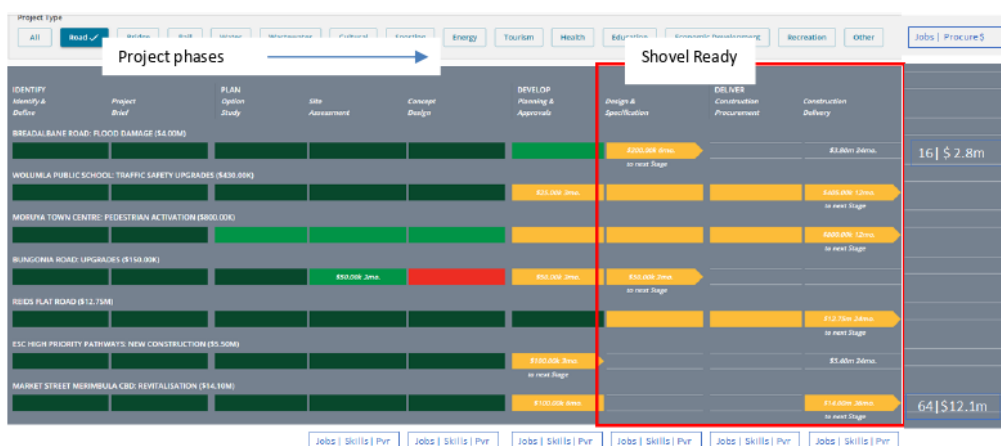 Project Type
All Road Energy Tourism Health Recreation Other Jobs | Procure $
Project phases
Shovel Ready
IDENTIFY PLAN DEVELOP DELIVER
Identify & Define Project Brief Option Study Site Assessment Concept Design Planning & Approvals Design & Specification Construction Procurement Construction Delivery
BREADALBANE ROAD: FLOOD DAMAGE ($4.00M)
$200.00k 6mo. $3.80m 24mo.
to next Stage
16| $ 2.8m
WOLUMLA PUBLIC SCHOOL: TRAFFIC SAFETY UPGRADES ($430.00K)
$25.00k 3mo. $405.00k 12mo.
to next Stage
MORUYA TOWN CENTRE: PEDESTRIAN ACTIVATION ($800.00K)
$800.00k 12mo.
to next Stage
BUNGONIA ROAD: UPGRADES ($150.00K)
$50.00k 3mo. $50.00k 3mo. $50.00k 3mo.
to next Stage
REIDS FLAT ROAD ($12.75M)
$12.75m 24mo.
to next Stage
ESC HIGH PRIORITY PATHWAYS: NEW CONSTRUCTION ($5.50M)
$150.00k 3mo. $5.40m 24mo.
to next Stage
MARKET STREET MERIMBULA CBD: REVITALISATION ($14.10M)
$100.00k 6mo. $14.00m 36mo.
to next Stage
64|$12.1m
Jobs | Skills | Pvr Jobs | Skills | Pvr Jobs | Skills | Pvr Jobs | Skills | Pvr Jobs | Skills | Pvr Jobs | Skills | Pvr